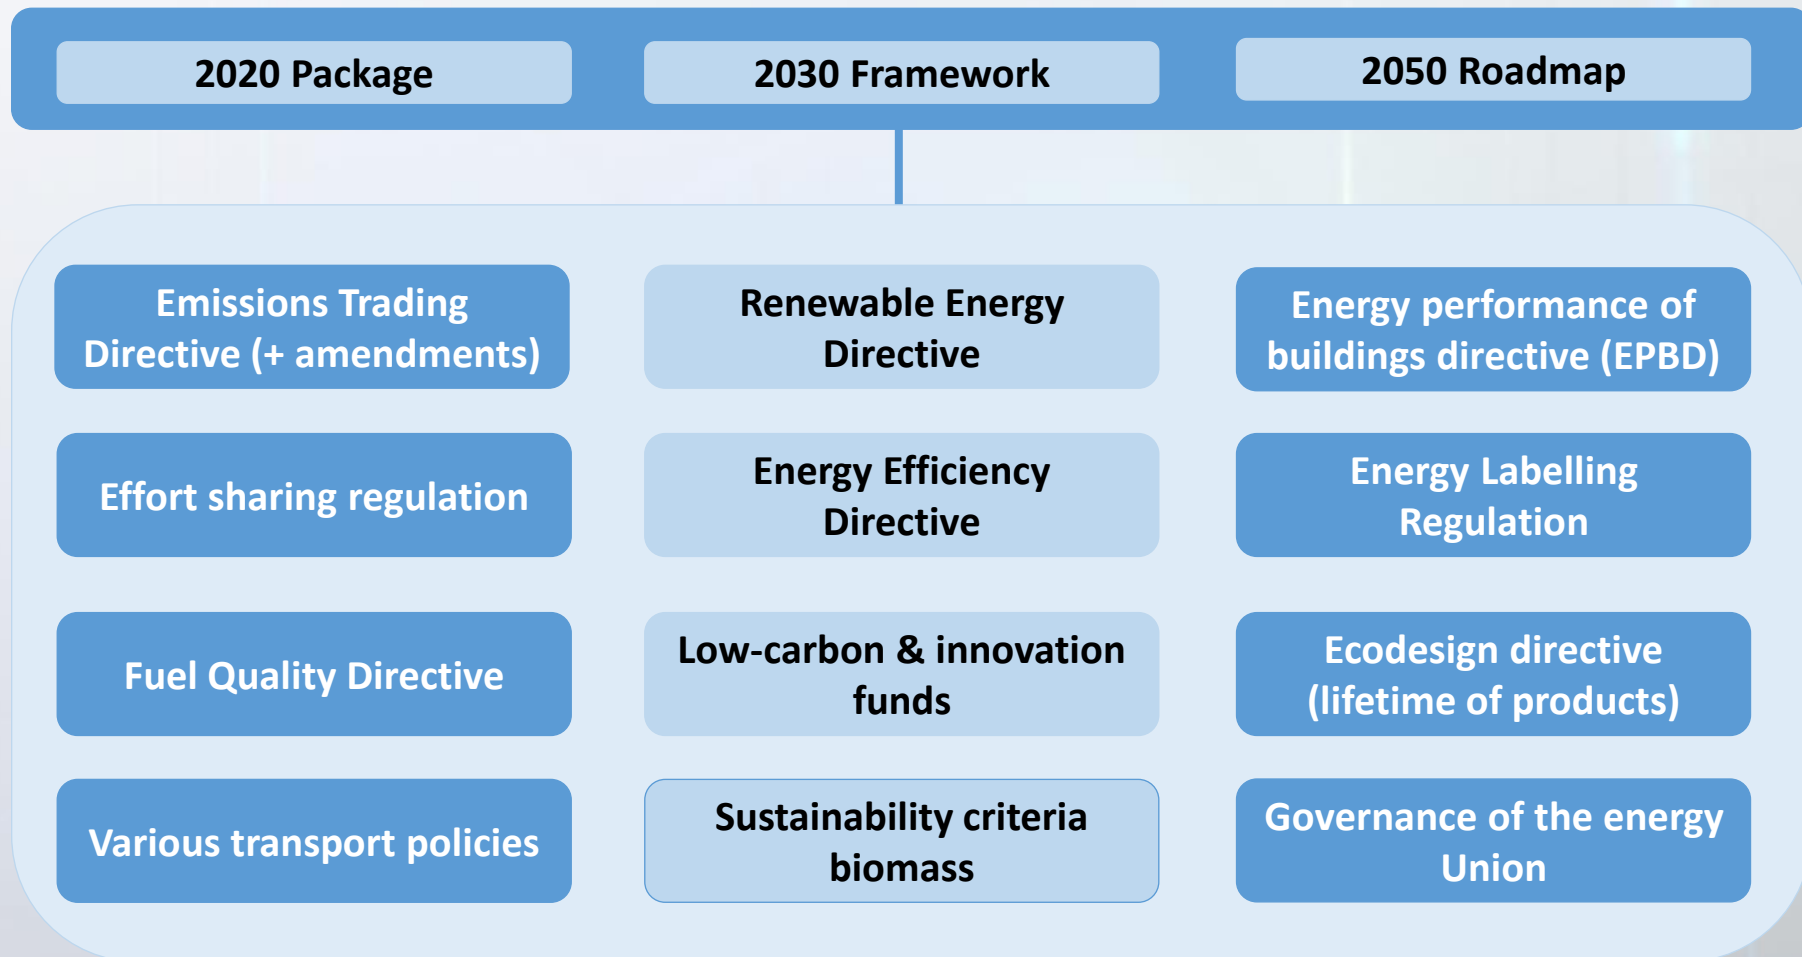 2020 Package
2030 Framework
2050 Roadmap
Emissions Trading
Directive (+ amendments)
Renewable Energy
Directive
Energy performance of
buildings directive (EPBD)
Effort sharing regulation
Energy Efficiency
Directive
Energy Labelling
Regulation
Fuel Quality Directive
Low-carbon & innovation
funds
Ecodesign directive
(lifetime of products)
Various transport policies
Sustainability criteria
biomass
Governance of the energy
Union